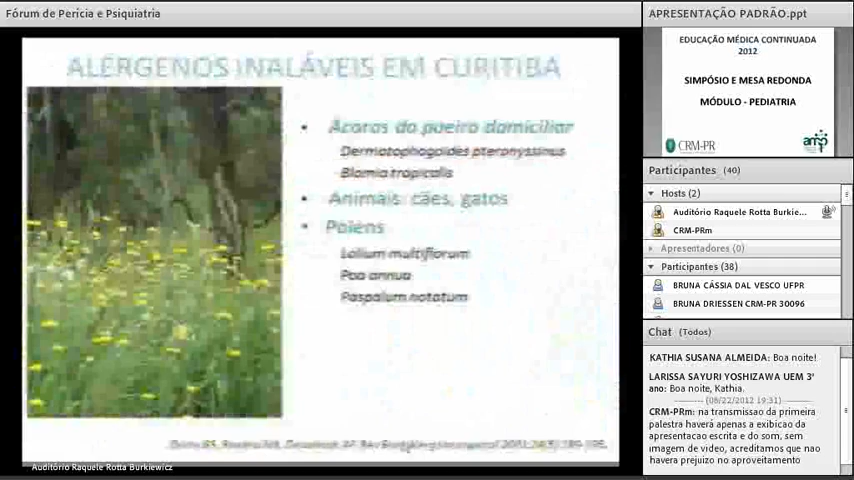 Fórum de Perícia e Psiquiatria
ALÉRGENOS INALÁVEIS EM CURITIBA
• Ácaros da poeira domiciliar
Dermatophagoides pteronyssinus
Blomia tropicalis
• Animais: cães, gatos
• Polens
Lolium multiflorum
Poa annua
Paspalum notatum
Auditório Raquele Rotta Burkiewicz
APRESENTAÇÃO PADRÃO.ppt
EDUCAÇÃO MÉDICA CONTINUADA
2012
SIMPÓSIO E MESA REDONDA
MÓDULO - PEDIATRIA
CRM-PR
amp
Participantes (40)
Hosts (2)
Auditório Raquele Rotta Burkie...
CRM-PRm
Apresentadores (0)
Participantes (38)
BRUNA CÁSSIA DAL VESCO UFPR
BRUNA DRIESSEN CRM-PR 30096
Chat (Todos)
KATHIA SUSANA ALMEIDA: Boa noite!
LARISSA SAYURI YOSHIZAWA UEM 3°
ano: Boa noite, Kathia.
(08/22/2012 19:31)
CRM-PRm: na transmissao da primeira
palestra haverá apenas a exibicao da
apresentacao escrita e do som, sem
imagem de video, acreditamos que nao
havera prejuizo no aproveitamento